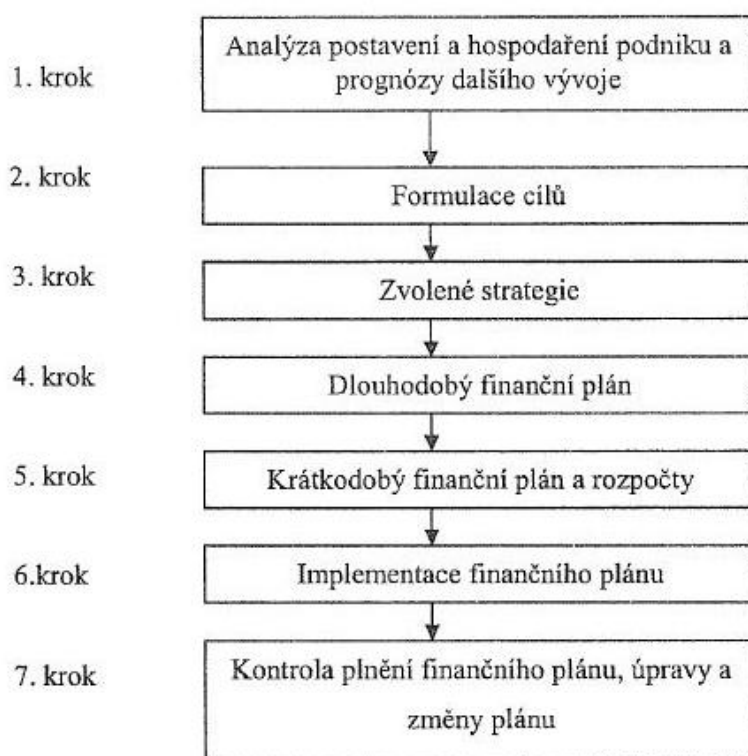 1. krok
Analýza postavení a hospodaření podniku a
prognózy dalšího vývoje
2. krok
Formulace cílů
3. krok
Zvolené strategie
4. krok
Dlouhodobý finanční plán
5. krok
Krátkodobý finanční plán a rozpočty
6.krok
Implementace finančního plánu
7. krok
Kontrola plnění finančního plánu, úpravy a
změny plánu